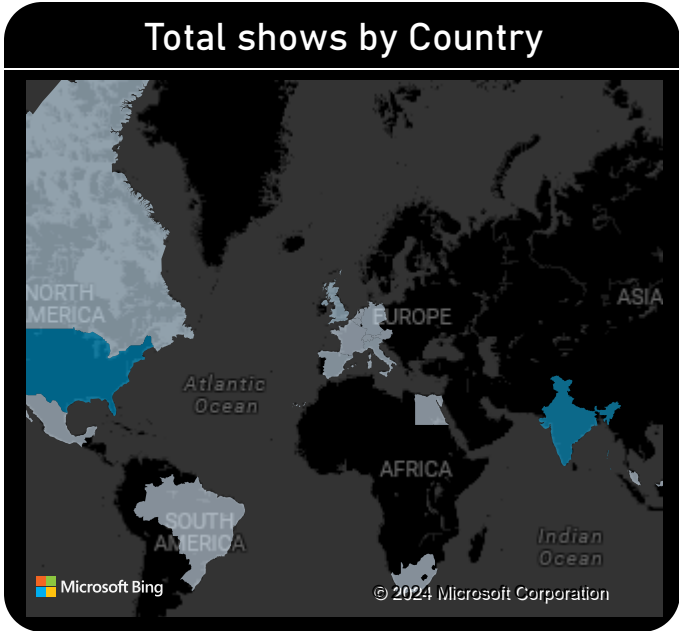 Total shows by Country
NORTH
AMERICA
ASIA
EUROPE
Atlantic
Ocean
AFRICA
SOUTH
AMERICA
Indian
Ocean
Microsoft Bing
© 2024 Microsoft Corporation